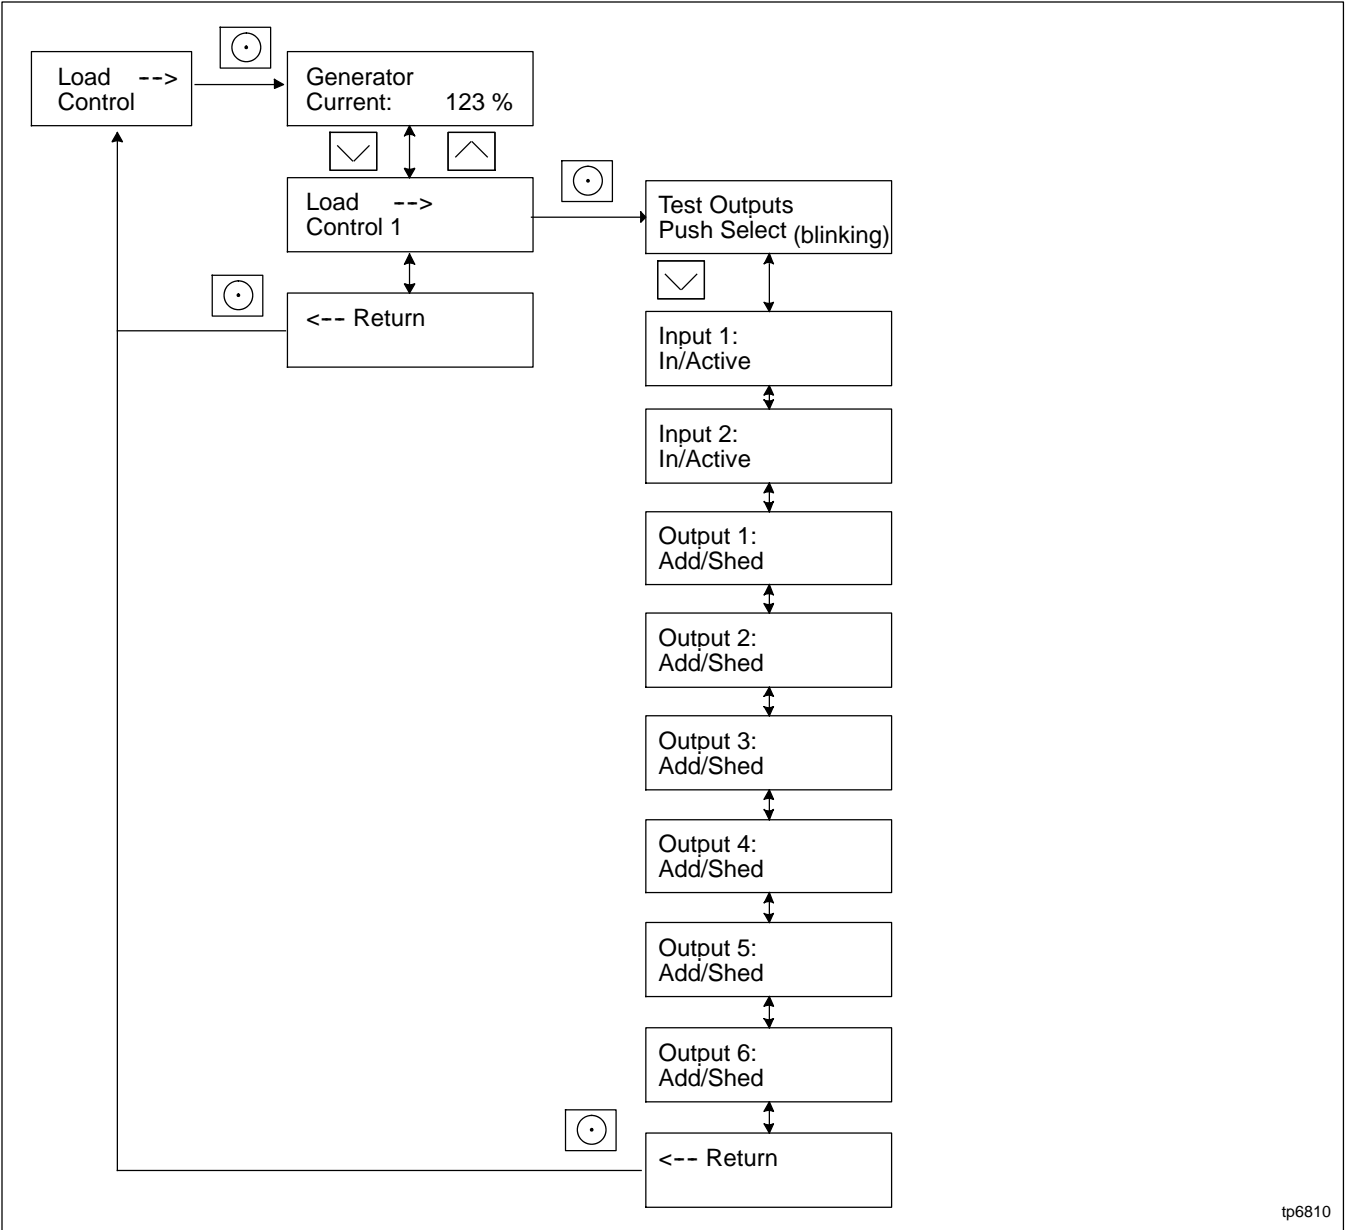 Load -->
Control
Generator
Current: 123 %
Load -->
Control 1
<-- Return
Test Outputs
Push Select (blinking)
Input 1:
In/Active
Input 2:
In/Active
Output 1:
Add/Shed
Output 2:
Add/Shed
Output 3:
Add/Shed
Output 4:
Add/Shed
Output 5:
Add/Shed
Output 6:
Add/Shed
<-- Return
tp6810